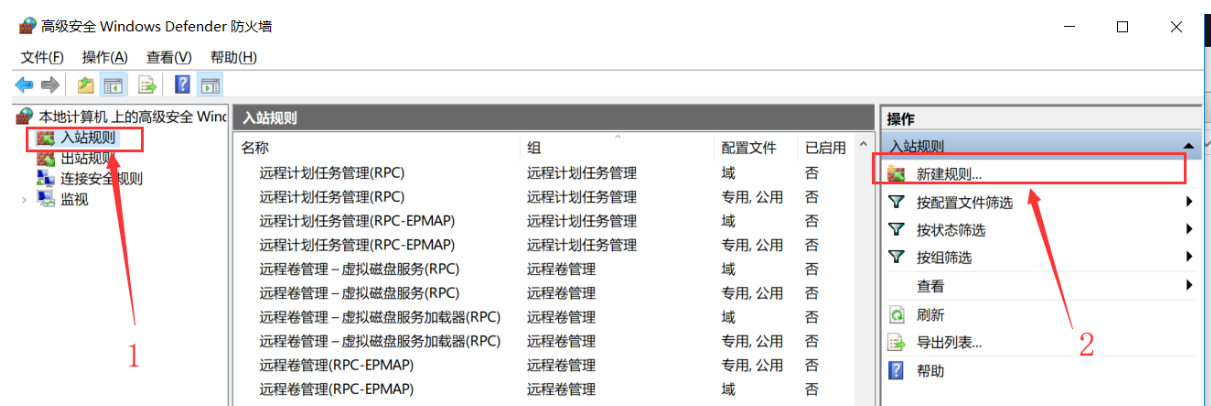 高级安全 Windows Defender 防火墙
文件(F) 操作(A) 查看(V) 帮助(H)
本地计算机 上的高级安全 Wind
入站规则
出站规则
连接安全规则
监视
入站规则
名称 组 配置文件 已启用
远程计划任务管理(RPC) 远程计划任务管理 域 否
远程计划任务管理(RPC) 远程计划任务管理 专用, 公用 否
远程计划任务管理(RPC-EPMAP) 远程计划任务管理 域 否
远程计划任务管理(RPC-EPMAP) 远程计划任务管理 专用, 公用 否
远程卷管理 – 虚拟磁盘服务(RPC) 远程卷管理 域 否
远程卷管理 – 虚拟磁盘服务(RPC) 远程卷管理 专用, 公用 否
远程卷管理 – 虚拟磁盘服务加载器(RPC) 远程卷管理 域 否
远程卷管理 – 虚拟磁盘服务加载器(RPC) 远程卷管理 专用, 公用 否
远程卷管理(RPC-EPMAP) 远程卷管理 专用, 公用 否
远程卷管理(RPC-EPMAP) 远程卷管理 域 否
操作
入站规则
新建规则...
按配置文件筛选
按状态筛选
按组筛选
查看
刷新
导出列表...
帮助
1
2